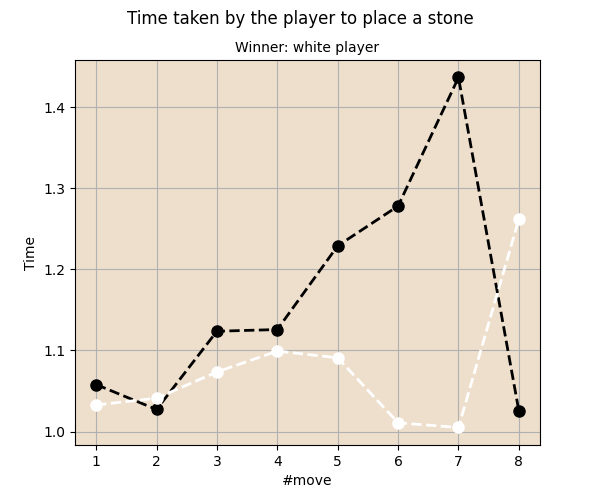 Time taken by the player to place a stone
Winner: white player
1.4
1.3
1.2
1.1
1.0
Time
1 2 3 4 5 6 7 8
#move